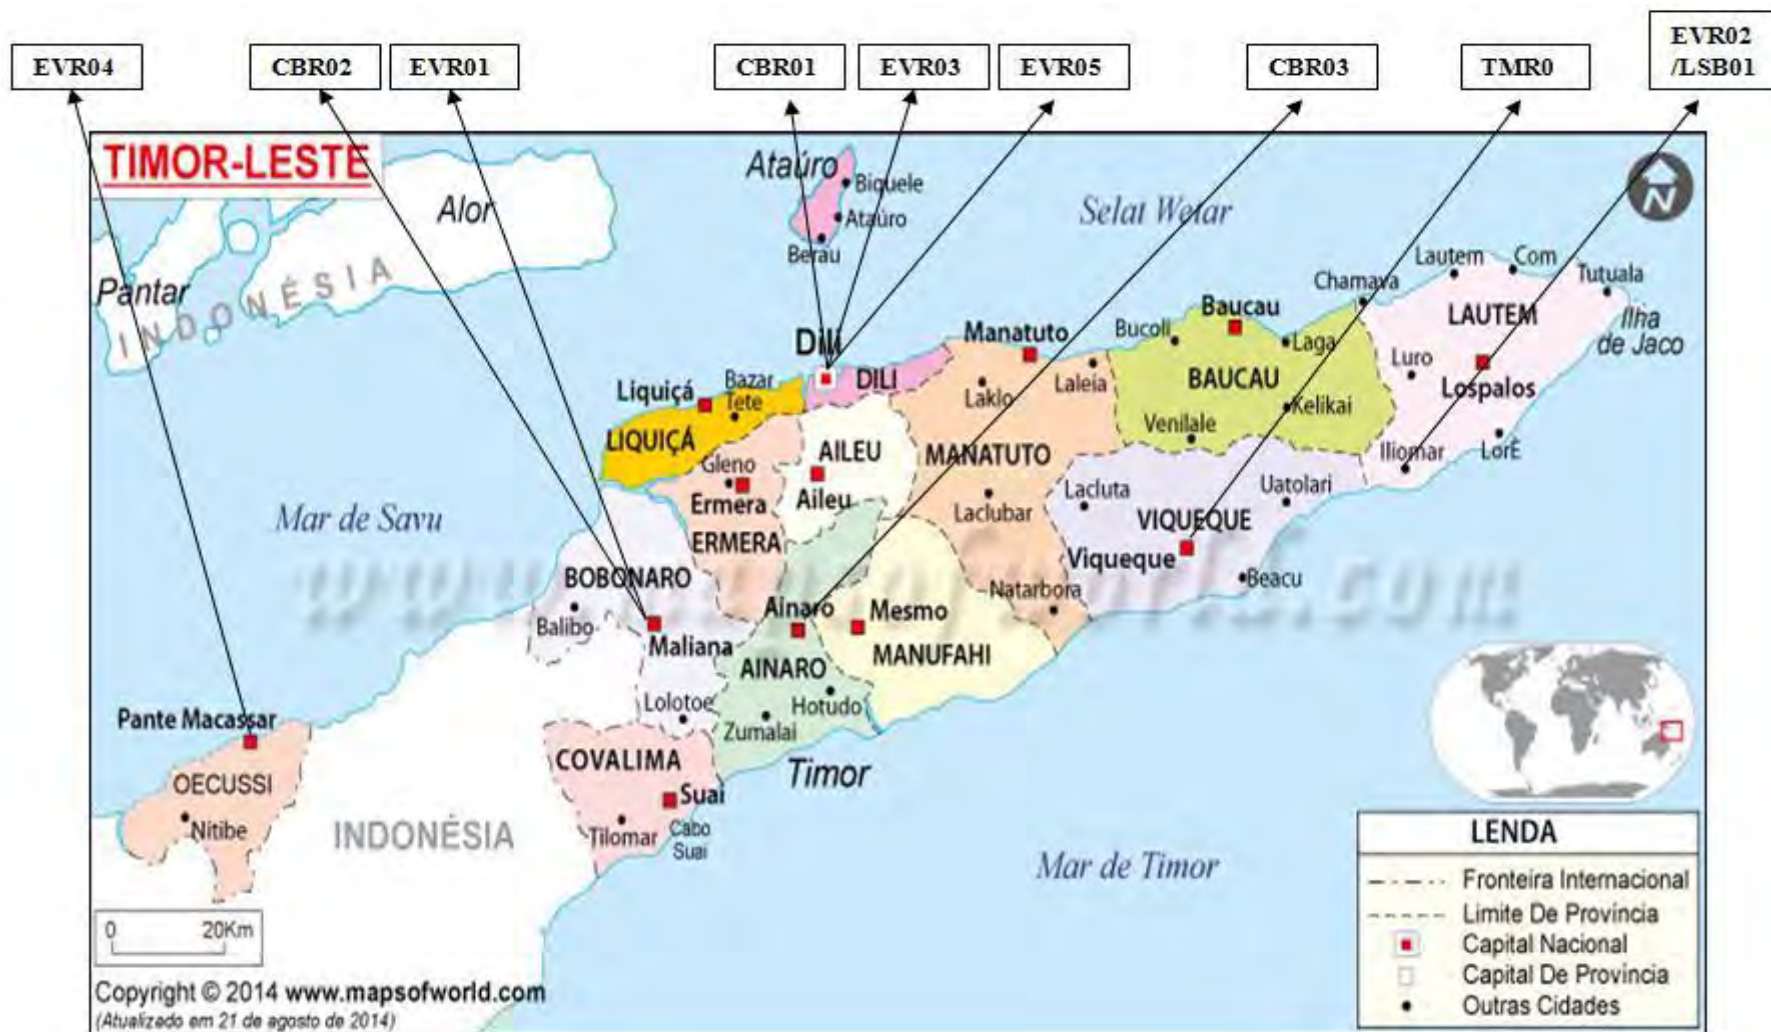 EVR02
/LSB01
EVR04
CBR02
EVR01
CBR01
EVR03
EVR05
CBR03
TMR0
TIMOR-LESTE
Ataúro
Biquele
Ataúro
Berau
Alor
Selat Wetar
N
Pantar
INDONÉSIA
Lautem
Com
Tutuala
Chamava
LAUTEM
Ilha
de Jaco
Baucau
Bucoli
Laga
Manatuto
Dili
DILI
Laleia
BAUCAU
Luro
Lospalos
Bazar
Tete
Liquiçá
LIQUIÇÁ
Laklo
Kelikai
Venilale
Iliomar
LorÉ
AILEU
Aileu
MANATUTO
Gleno
Ermera
ERMERA
Laclubar
Lacluta
Uatolari
VIQUEQUE
Viqueque
Beacu
Mar de Savu
BOBONARO
Balibo
Maliana
Ainaro
AINARO
Mesmo
MANUFAHI
Natarbora
Lolotoe
Hotudo
Zumalai
Pante Macassar
OECUSSI
Nitibe
COVALIMA
Suai
Tilomar
Cabo
Suai
Timor
INDONÉSIA
Mar de Timor
LENDA
Fronteira Internacional
Limite De Província
Capital Nacional
Capital De Província
Outras Cidades
0 20Km
Copyright © 2014 www.mapsofworld.com
(Atualizado em 21 de agosto de 2014)